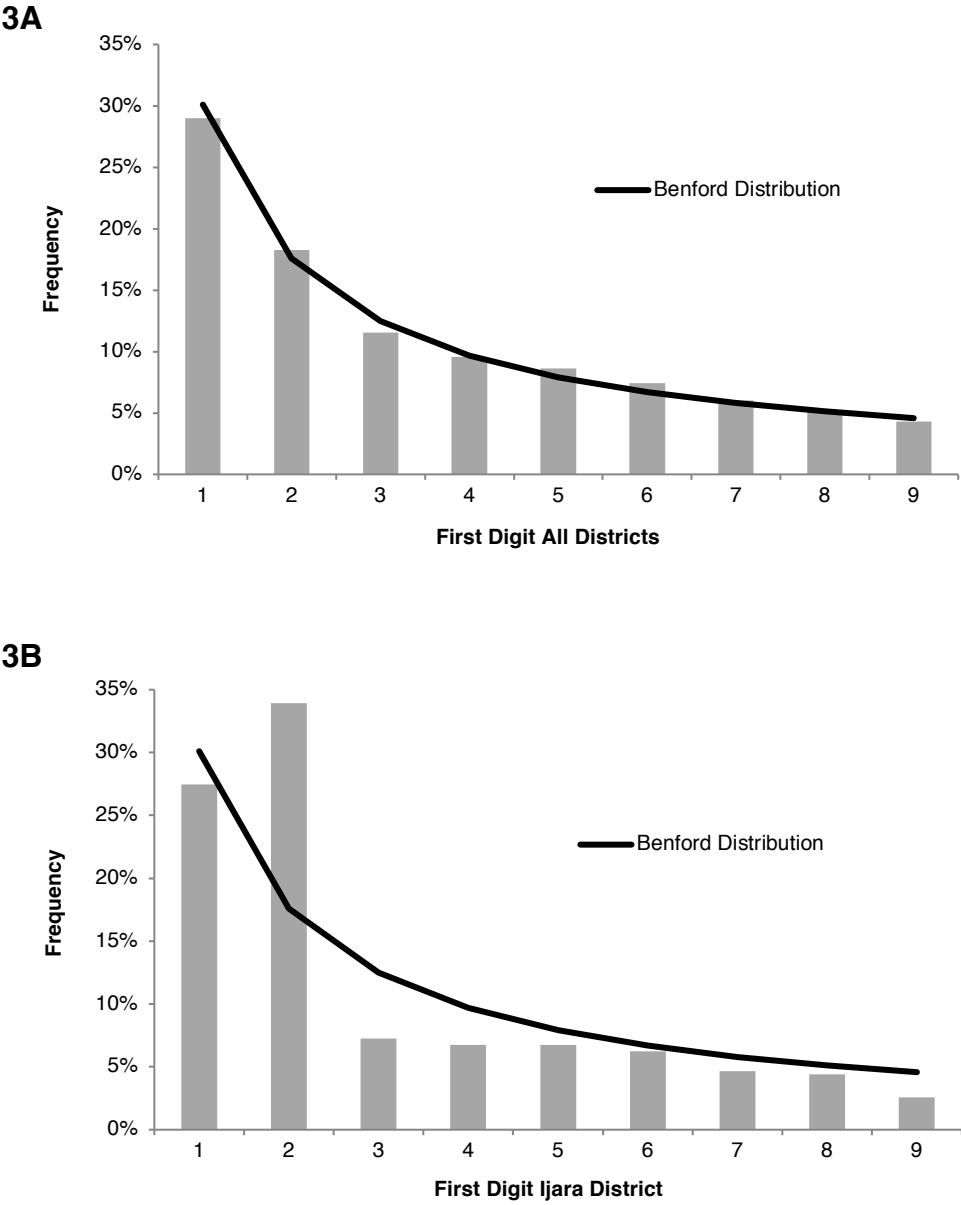 3A
35%
30%
25%
20%
15%
10%
5%
0%
Frequency
Benford Distribution
1 2 3 4 5 6 7 8 9
First Digit All Districts
3B
35%
30%
25%
20%
15%
10%
5%
0%
Frequency
Benford Distribution
1 2 3 4 5 6 7 8 9
First Digit Ijara District